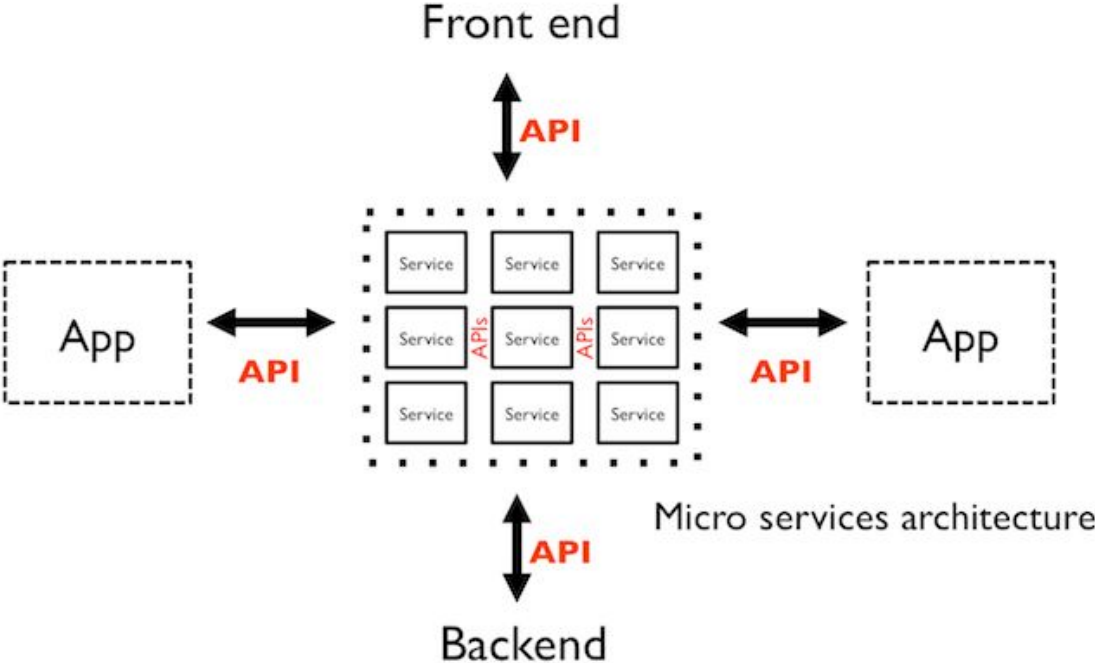 Front end
API
Service Service Service
App
Service APIs Service APIs Service
App
API
API
Service Service Service
Micro services architecture
API
Backend